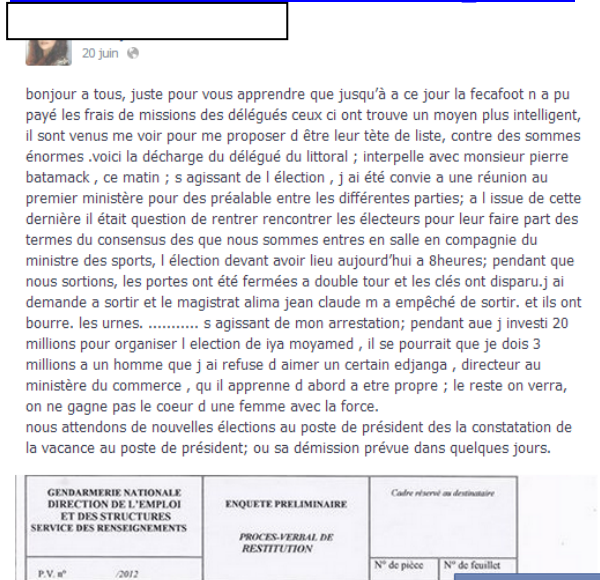 20 juin
bonjour a tous, juste pour vous apprendre que jusqu'à a ce jour la fecafoot n a pu
payé les frais de missions des délégués ceux ci ont trouve un moyen plus intelligent,
il sont venus me voir pour me proposer d être leur tète de liste, contre des sommes
énormes .voici la décharge du délégué du littoral ; interpelle avec monsieur pierre
batamack , ce matin ; s agissant de l élection , j ai été convie a une réunion au
premier ministère pour des préalable entre les différentes parties; a l issue de cette
dernière il était question de rentrer rencontrer les électeurs pour leur faire part des
termes du consensus des que nous sommes entres en salle en compagnie du
ministre des sports, l élection devant avoir lieu aujourd'hui a 8heures; pendant que
nous sortions, les portes ont été fermées a double tour et les clés ont disparu.j ai
demande a sortir et le magistrat alima jean claude m a empêché de sortir. et ils ont
bourre. les urnes. ........... s agissant de mon arrestation; pendant aue j investi 20
millions pour organiser l election de iya moyamed , il se pourrait que je dois 3
millions a un homme que j ai refuse d aimer un certain edjanga , directeur au
ministère du commerce , qu il apprenne d abord a etre propre ; le reste on verra,
on ne gagne pas le coeur d une femme avec la force.
nous attendons de nouvelles élections au poste de président des la constatation de
la vacance au poste de président; ou sa démission prévue dans quelques jours.
GENDARMERIE NATIONALE
DIRECTION DE L'EMPLOI
ET DES STRUCTURES
SERVICE DES RENSEIGNEMENTS
P.V. n° /2012
ENQUETE PRELIMINAIRE
PROCES-VERBAL DE
RESTITUTION
Cadre réservé au destinataire
N° de pièce
N° de feuillet